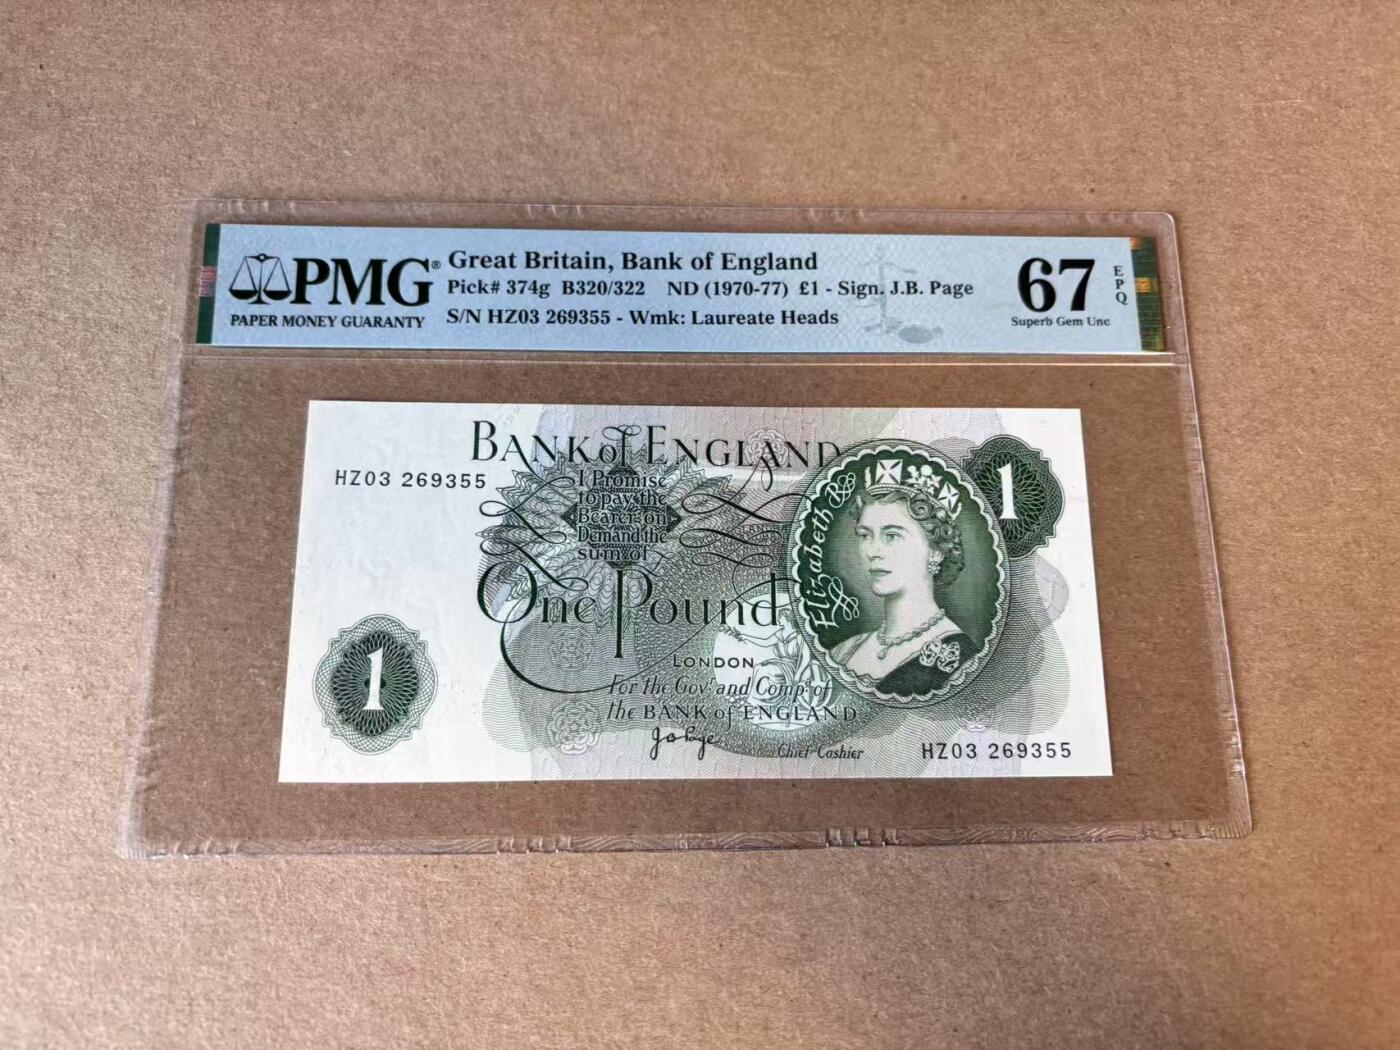 PMG®
PAPER MONEY GUARANTY
Great Britain, Bank of England
Pick# 374g B320/322 ND (1970-77) £1 - Sign. J.B. Page
S/N HZ03 269355 - Wmk: Laureate Heads
67
EPQ
Superb Gem Unc
BANK of ENGLAND
HZ03 269355
I Promise
to pay the
Bearer on
Demand the
sum of
One Pound
LONDON
For the Govr. and Compa. of
the BANK of ENGLAND
Chief Cashier
Elizabeth R
1
1
HZ03 269355